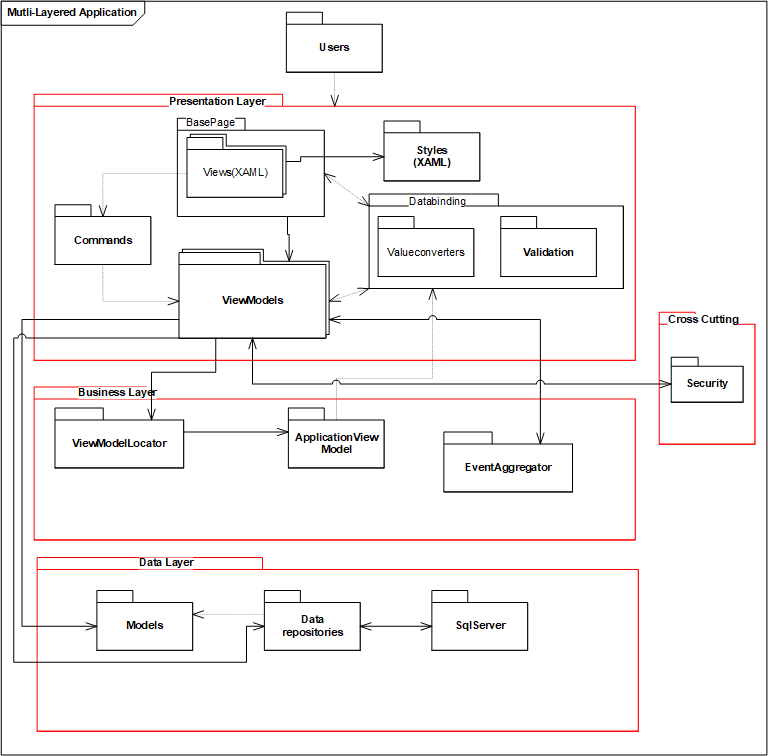 Mutli-Layered Application
Users
Presentation Layer
BasePage
Views(XAML)
Styles
(XAML)
Databinding
Commands
Valueconverters
Validation
ViewModels
Cross Cutting
Security
Business Layer
ViewModelLocator
ApplicationView
Model
EventAggregator
Data Layer
Models
Data
repositories
SqlServer